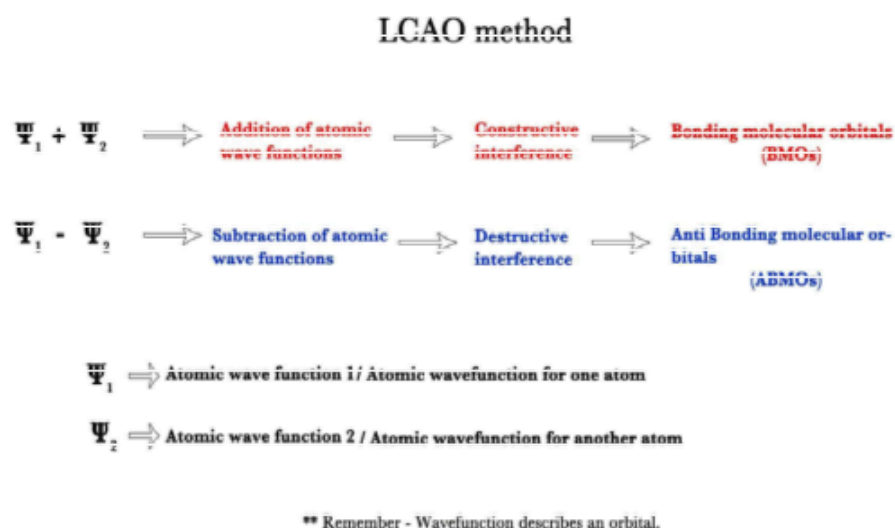 LCAO method
Ψ₁ + Ψ₂ ⇒ Addition of atomic ⇒ Constructive ⇒ Bonding molecular orbitals
wave functions interference (BMOs)
Ψ₁ - Ψ₂ ⇒ Subtraction of atomic ⇒ Destructive ⇒ Anti Bonding molecular or-
wave functions interference bitals
(ABMOs)
Ψ₁ ⇒ Atomic wave function 1 / Atomic wavefunction for one atom
Ψ₂ ⇒ Atomic wave function 2 / Atomic wavefunction for another atom
** Remember - Wavefunction describes an orbital.